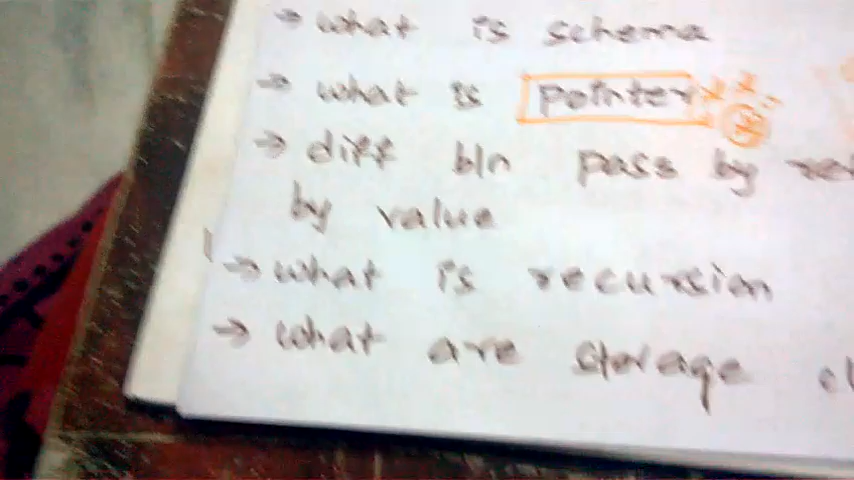 → what is schema
→ what is pointer
→ diff b/n pass by
by value
→ what is recursion
→ what are storage